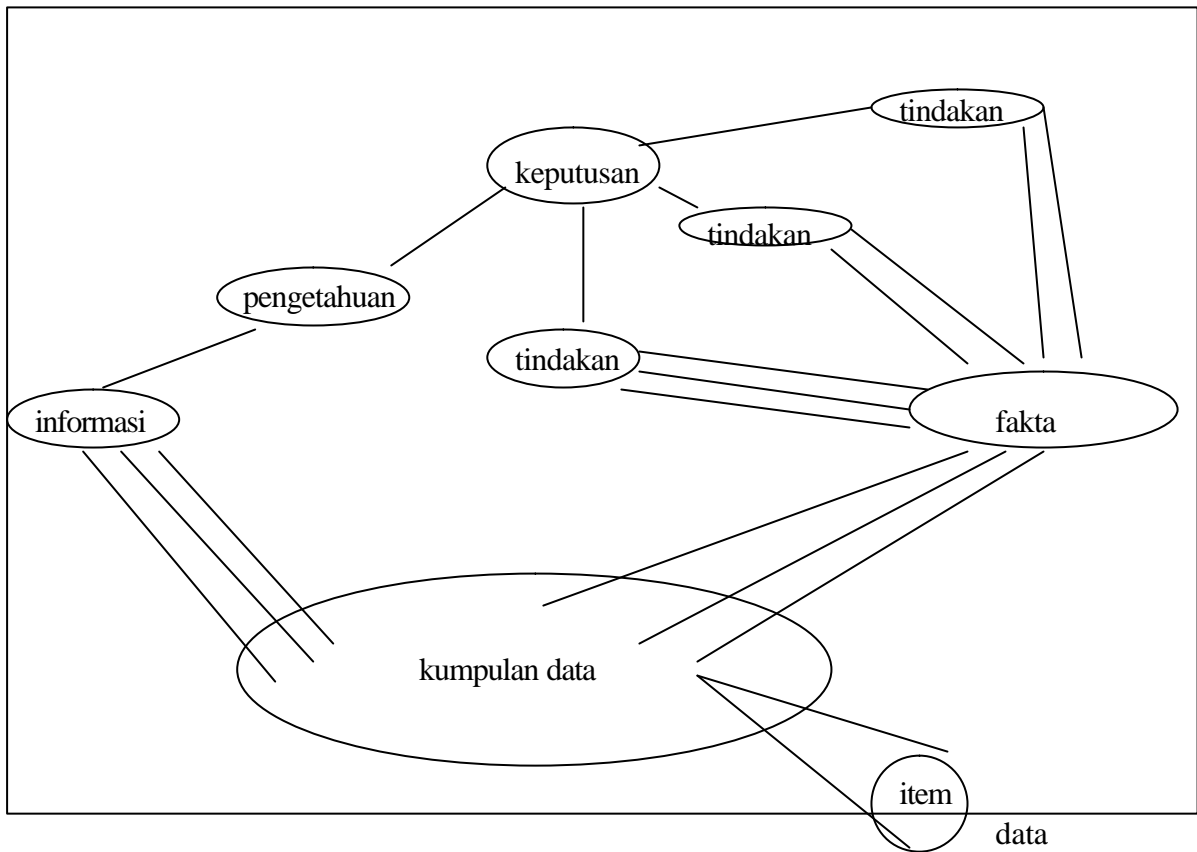 tindakan
keputusan
tindakan
pengetahuan
tindakan
informasi
fakta
kumpulan data
item
data